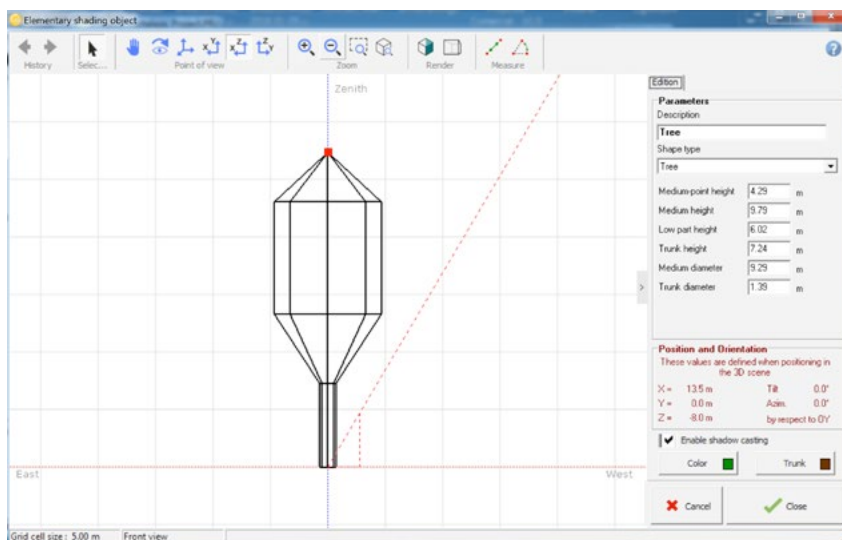 Elementary shading object
History
Selec...
Point of view
Zoom
Render
Measure
Zenith
East
West
Edition
Parameters
Description
Tree
Shape type
Tree
Medium-point height 4.29 m
Medium height 9.79 m
Low part height 6.02 m
Trunk height 7.24 m
Medium diameter 9.29 m
Trunk diameter 1.39 m
Position and Orientation
These values are defined when positioning in
the 3D scene
X = 13.5 m Tilt 0.0°
Y = 0.0 m Azim. 0.0°
Z = -8.0 m by respect to OY
Enable shadow casting
Color Trunk
Cancel Close
Grid cell size : 5.00 m Front view